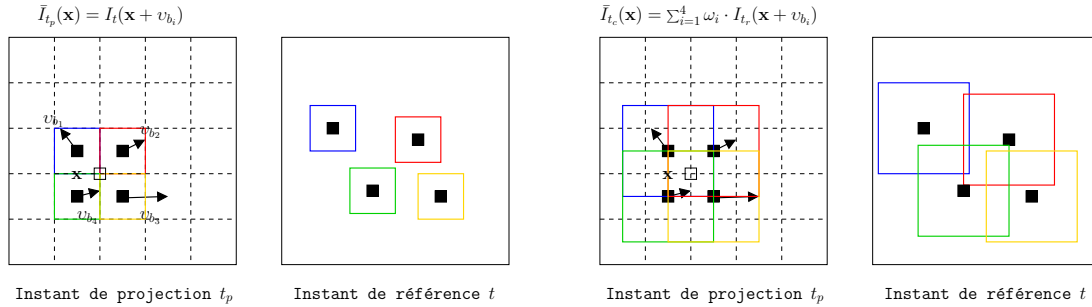 Ī_{t_p}(x) = I_t(x + υ_{b_i})
Ī_{t_c}(x) = ∑_{i=1}^{4} ω_i · I_{t_r}(x + υ_{b_i})
υ_{b_1}
υ_{b_2}
x
υ_{b_4}
υ_{b_3}
x
Instant de projection t_p
Instant de référence t
Instant de projection t_p
Instant de référence t